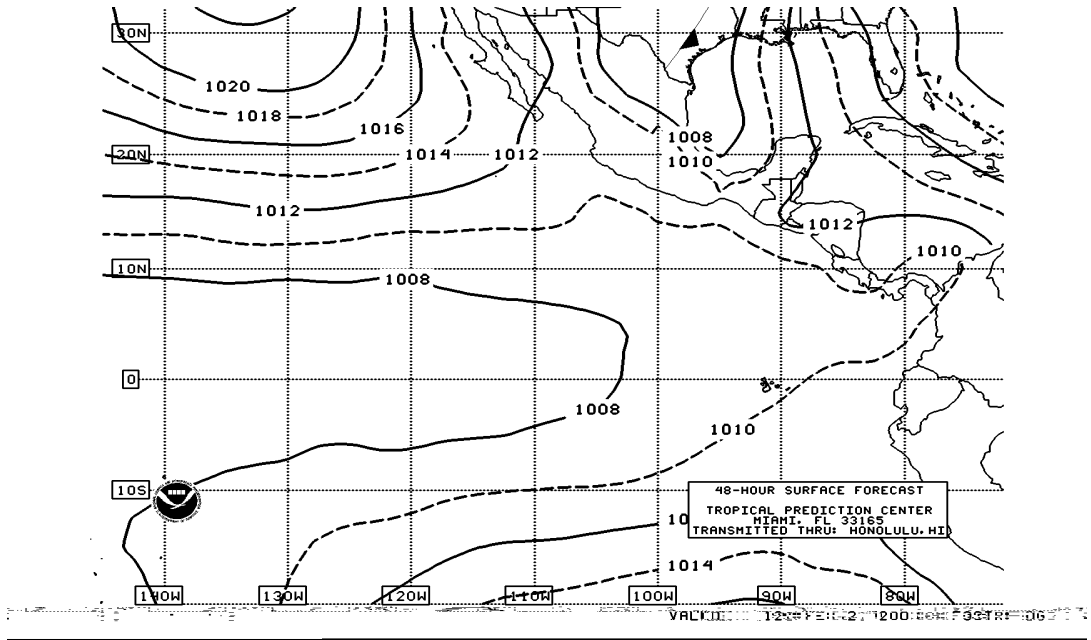 30N
1020
1018
1016
1008
20N
1014
1012
1010
1012
1012
1010
10N
1008
0
1008
1010
10S
48-HOUR SURFACE FORECAST
TROPICAL PREDICTION CENTER
MIAMI, FL 33165
10
TRANSMITTED THRU: HONOLULU,HI
1014
140W 130W 120W 110W 100W 90W 80W